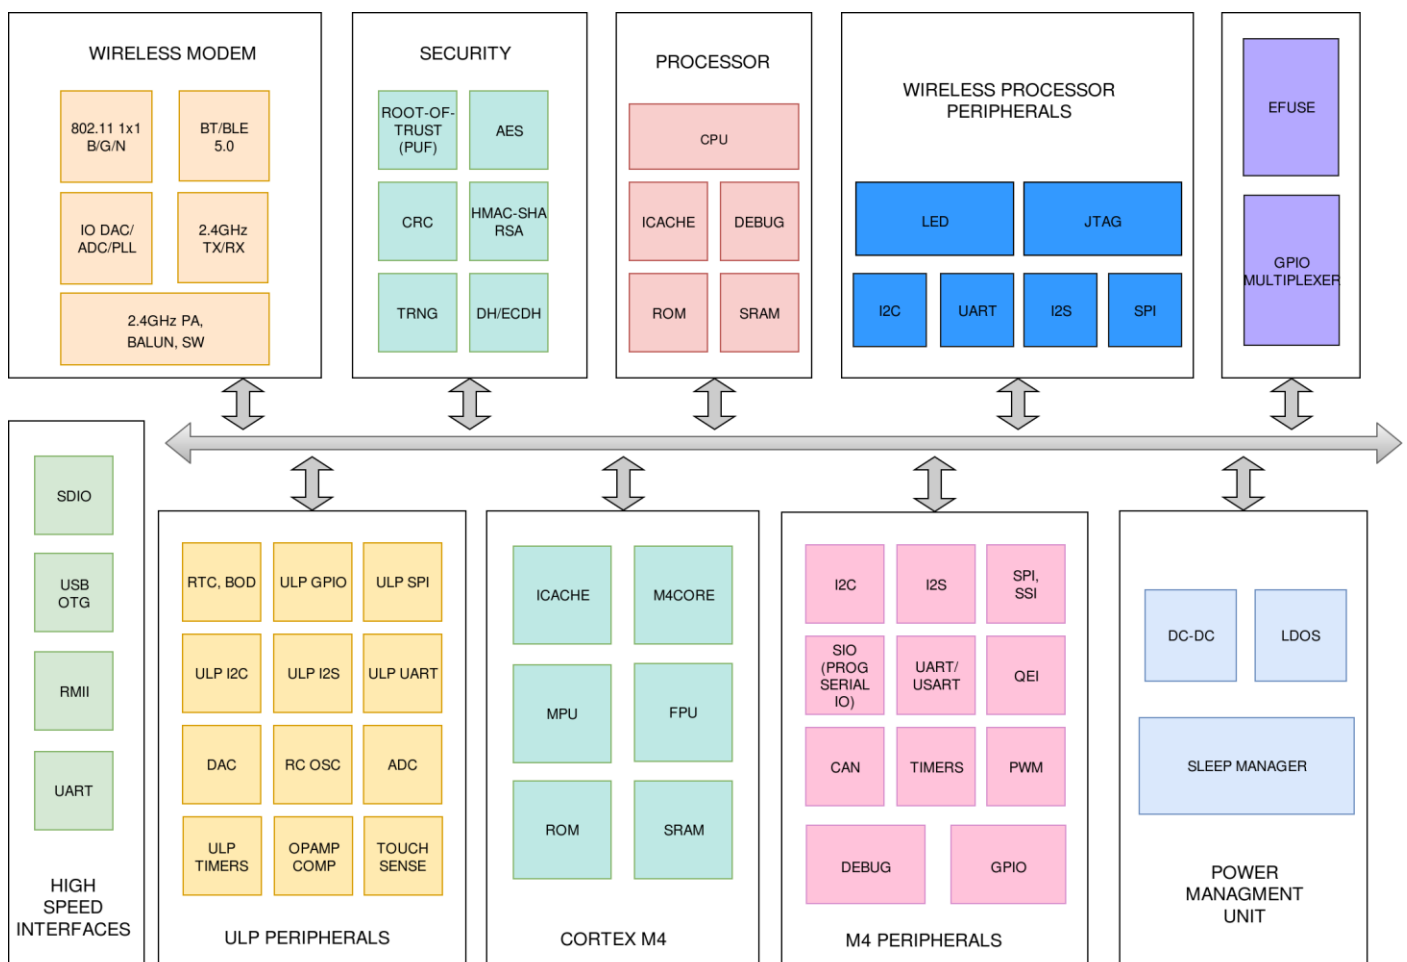 WIRELESS MODEM
802.11 1x1
B/G/N
BT/BLE
5.0
IO DAC/
ADC/PLL
2.4GHz
TX/RX
2.4GHz PA,
BALUN, SW
SECURITY
ROOT-OF-
TRUST
(PUF)
AES
CRC
HMAC-SHA
RSA
TRNG
DH/ECDH
PROCESSOR
CPU
ICACHE
DEBUG
ROM
SRAM
WIRELESS PROCESSOR
PERIPHERALS
LED
JTAG
I2C
UART
I2S
SPI
EFUSE
GPIO
MULTIPLEXER
SDIO
USB
OTG
RMII
UART
HIGH
SPEED
INTERFACES
RTC, BOD
ULP GPIO
ULP SPI
ULP I2C
ULP I2S
ULP UART
DAC
RC OSC
ADC
ULP
TIMERS
OPAMP
COMP
TOUCH
SENSE
ULP PERIPHERALS
ICACHE
M4CORE
MPU
FPU
ROM
SRAM
CORTEX M4
I2C
I2S
SPI,
SSI
SIO
(PROG
SERIAL
IO)
UART/
USART
QEI
CAN
TIMERS
PWM
DEBUG
GPIO
M4 PERIPHERALS
DC-DC
LDOS
SLEEP MANAGER
POWER
MANAGMENT
UNIT